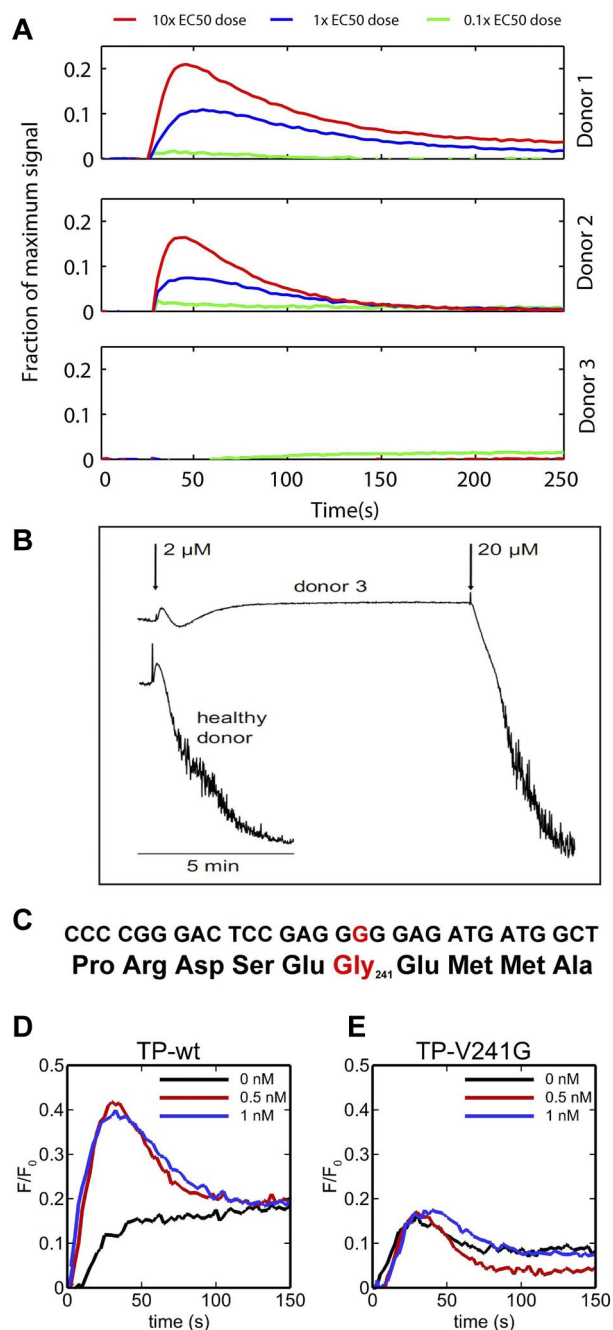 A
10x EC50 dose 1x EC50 dose 0.1x EC50 dose
Fraction of maximum signal
0.2
0.1
0
Donor 1
0.2
0.1
0
Donor 2
0.2
0.1
0
Donor 3
0 50 100 150 200 250
Time(s)
B
2 µM
20 µM
donor 3
healthy
donor
5 min
C
CCC CGG GAC TCC GAG GGG GAG ATG ATG GCT
Pro Arg Asp Ser Glu Gly241 Glu Met Met Ala
D
TP-wt
F/F0
0.5
0.4
0.3
0.2
0.1
0
0 nM
0.5 nM
1 nM
0 50 100 150
time (s)
E
TP-V241G
F/F0
0.5
0.4
0.3
0.2
0.1
0
0 nM
0.5 nM
1 nM
0 50 100 150
time (s)